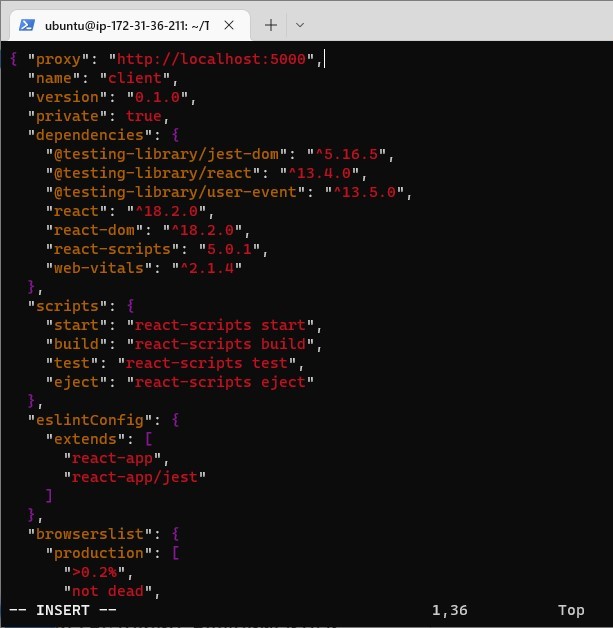 ubuntu@ip-172-31-36-211: ~/T
{ "proxy": "http://localhost:5000",
  "name": "client",
  "version": "0.1.0",
  "private": true,
  "dependencies": {
    "@testing-library/jest-dom": "^5.16.5",
    "@testing-library/react": "^13.4.0",
    "@testing-library/user-event": "^13.5.0",
    "react": "^18.2.0",
    "react-dom": "^18.2.0",
    "react-scripts": "5.0.1",
    "web-vitals": "^2.1.4"
  },
  "scripts": {
    "start": "react-scripts start",
    "build": "react-scripts build",
    "test": "react-scripts test",
    "eject": "react-scripts eject"
  },
  "eslintConfig": {
    "extends": [
      "react-app",
      "react-app/jest"
    ]
  },
  "browserslist": {
    "production": [
      ">0.2%",
      "not dead",
-- INSERT -- 1,36 Top